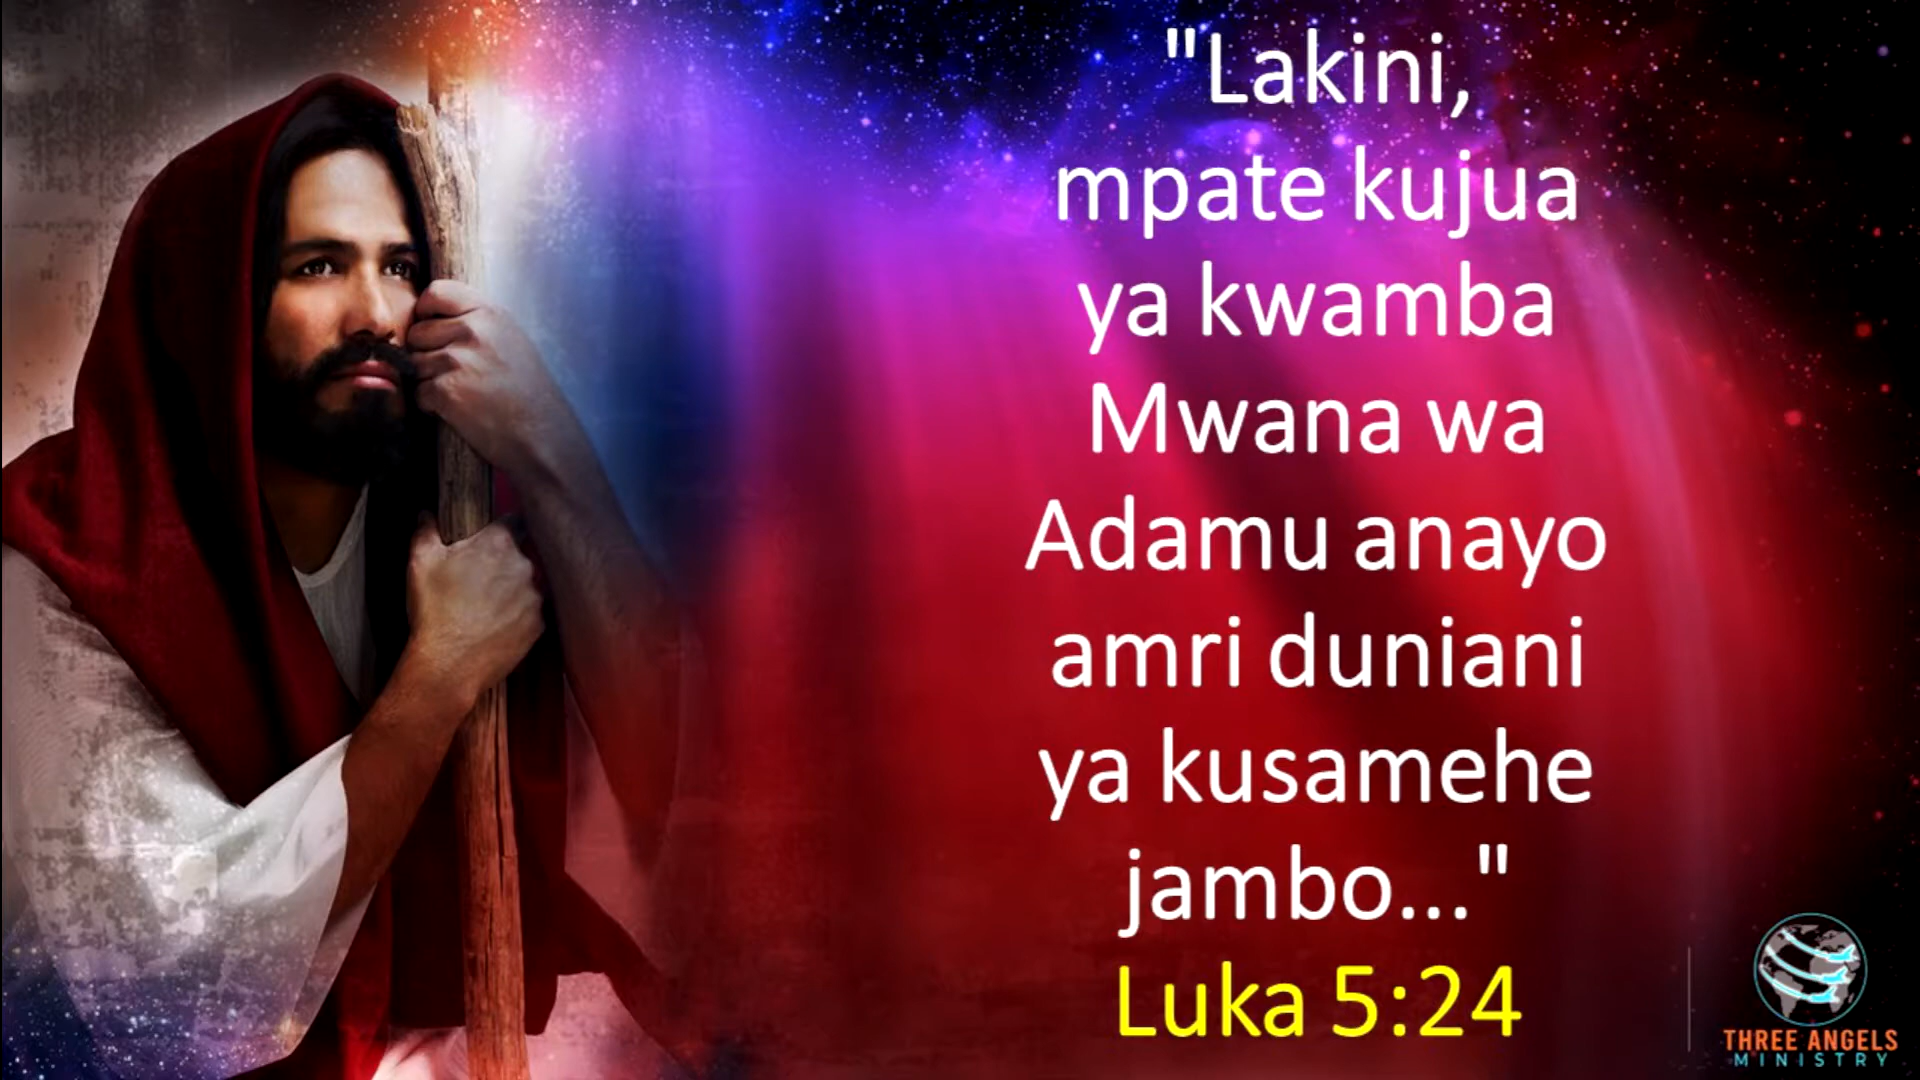 "Lakini,
mpate kujua
ya kwamba
Mwana wa
Adamu anayo
amri duniani
ya kusamehe
jambo..."
Luka 5:24
THREE ANGELS
MINISTRY